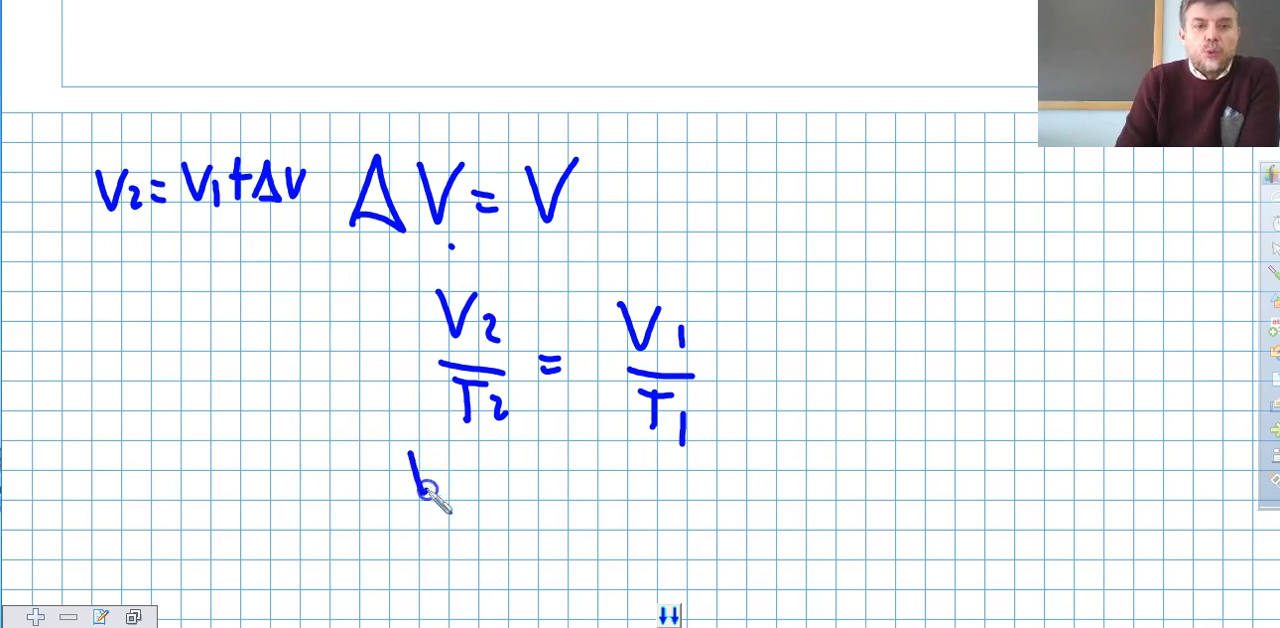 V2 = V1 + ΔV ΔV = V
V2/T2 = V1/T1